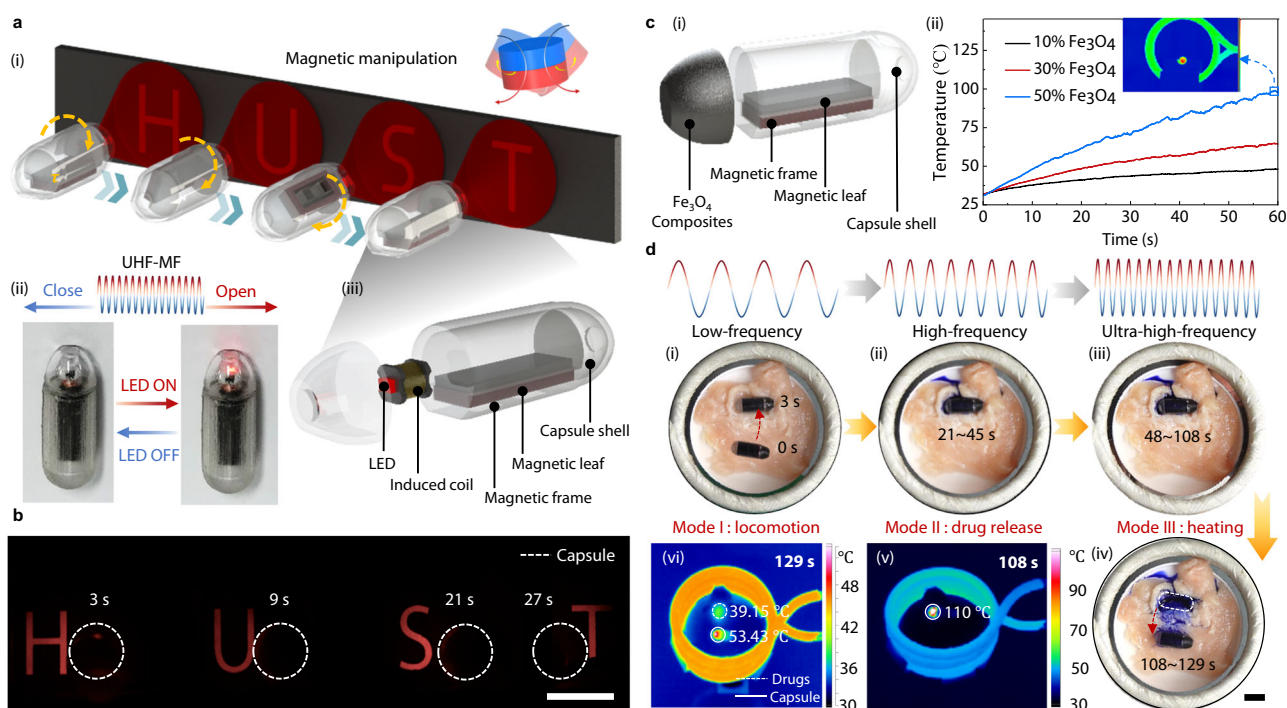 a
(i)
Magnetic manipulation
H U S T
UHF-MF
(ii)
Close
Open
LED ON
LED OFF
(iii)
LED
Induced coil
Magnetic frame
Magnetic leaf
Capsule shell
b
Capsule
3 s
9 s
21 s
27 s
H U S T
c
(i)
Fe3O4
Composites
Magnetic frame
Magnetic leaf
Capsule shell
(ii)
10% Fe3O4
30% Fe3O4
50% Fe3O4
Temperature (°C)
125
100
75
50
25
0 10 20 30 40 50 60
Time (s)
d
Low-frequency
High-frequency
Ultra-high-frequency
(i)
3 s
0 s
(ii)
21~45 s
(iii)
48~108 s
Mode I : locomotion
Mode II : drug release
Mode III : heating
(vi)
129 s
39.15 °C
53.43 °C
Drugs
Capsule
°C
48
42
36
30
(v)
108 s
110 °C
°C
90
70
50
30
(iv)
108~129 s